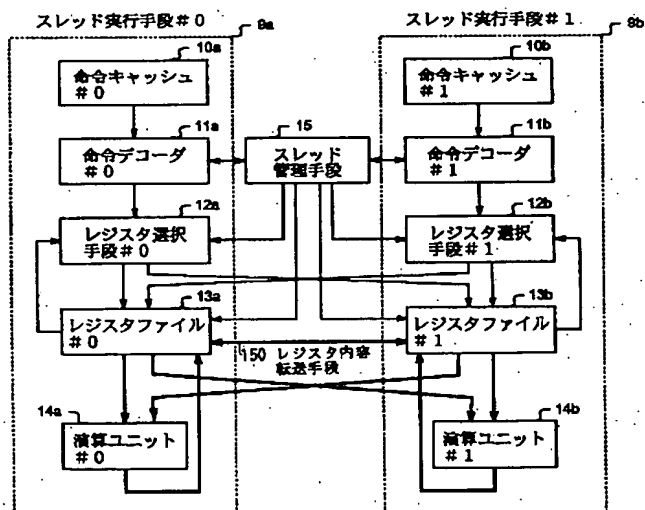 スレッド実行手段#0
9a
スレッド実行手段#1
9b
10a
命令キャッシュ
#0
10b
命令キャッシュ
#1
11a
命令デコーダ
#0
15
スレッド
管理手段
11b
命令デコーダ
#1
12a
レジスタ選択
手段#0
12b
レジスタ選択
手段#1
13a
レジスタファイル
#0
13b
レジスタファイル
#1
150 レジスタ内容
転送手段
14a
演算ユニット
#0
14b
演算ユニット
#1